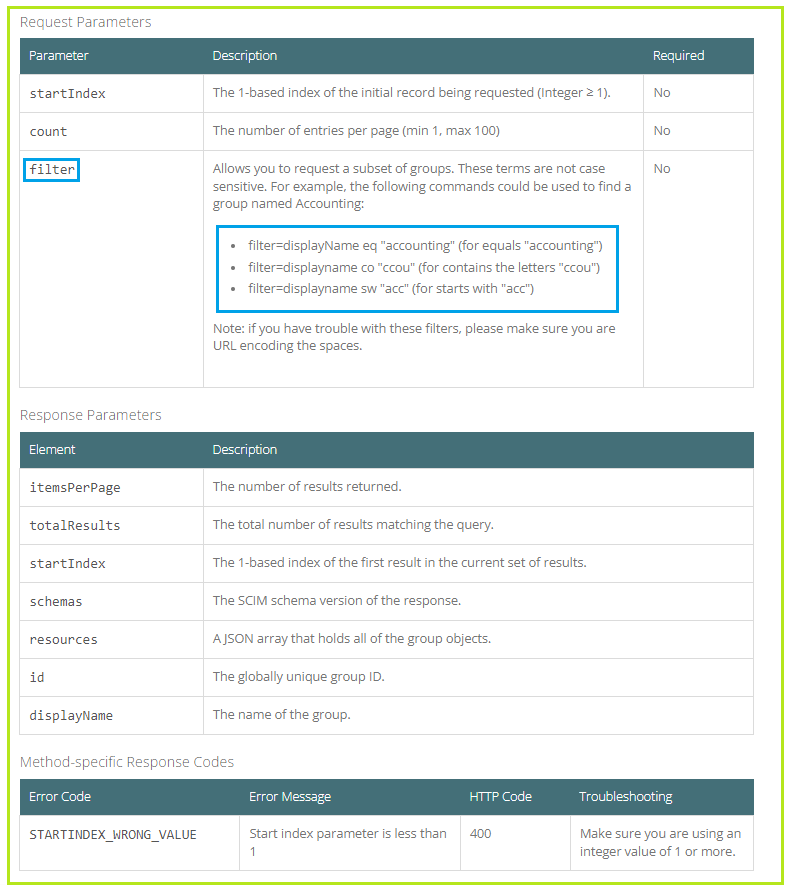 Request Parameters
Parameter Description Required
startIndex The 1-based index of the initial record being requested (Integer ≥ 1). No
count The number of entries per page (min 1, max 100) No
filter Allows you to request a subset of groups. These terms are not case No
sensitive. For example, the following commands could be used to find a
group named Accounting:
• filter=displayName eq "accounting" (for equals "accounting")
• filter=displayname co "ccou" (for contains the letters "ccou")
• filter=displayname sw "acc" (for starts with "acc")
Note: if you have trouble with these filters, please make sure you are
URL encoding the spaces.
Response Parameters
Element Description
itemsPerPage The number of results returned.
totalResults The total number of results matching the query.
startIndex The 1-based index of the first result in the current set of results.
schemas The SCIM schema version of the response.
resources A JSON array that holds all of the group objects.
id The globally unique group ID.
displayName The name of the group.
Method-specific Response Codes
Error Code Error Message HTTP Code Troubleshooting
STARTINDEX_WRONG_VALUE Start index parameter is less than 400 Make sure you are using an
1 integer value of 1 or more.